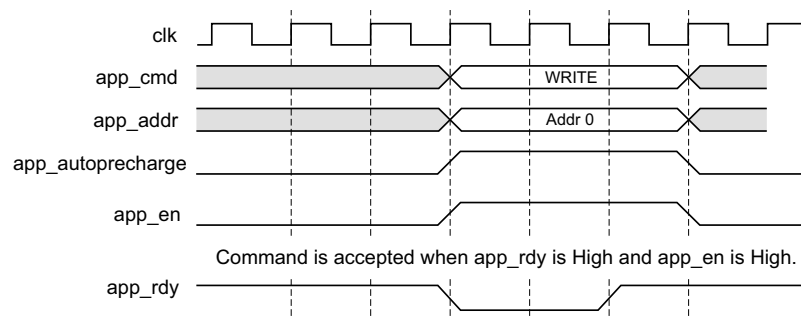 clk
app_cmd
WRITE
app_addr
Addr 0
app_autoprecharge
app_en
Command is accepted when app_rdy is High and app_en is High.
app_rdy